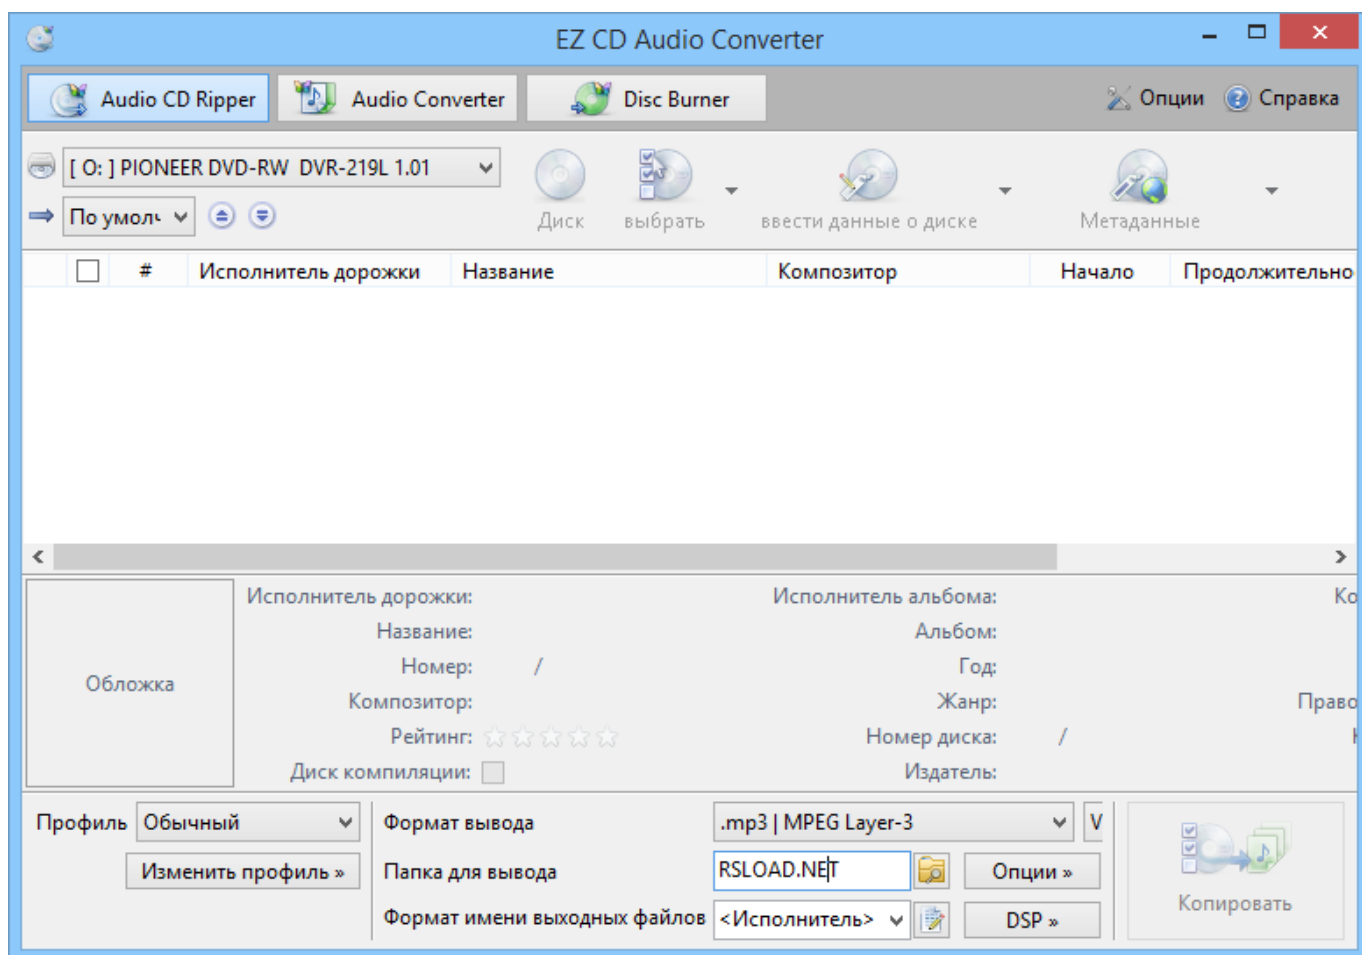 EZ CD Audio Converter
Audio CD Ripper Audio Converter Disc Burner Опции Справка
[ O: ] PIONEER DVD-RW DVR-219L 1.01
По умолч
Диск выбрать ввести данные о диске Метаданные
# Исполнитель дорожки Название Композитор Начало Продолжительно
Исполнитель дорожки: Исполнитель альбома: Ко
Название: Альбом:
Номер: / Год:
Обложка
Композитор: Жанр: Право
Рейтинг: Номер диска: /
Диск компиляции: Издатель:
Профиль Обычный Формат вывода .mp3 | MPEG Layer-3 V
Изменить профиль » Папка для вывода RSLOAD.NET Опции »
Формат имени выходных файлов <Исполнитель> DSP »
Копировать